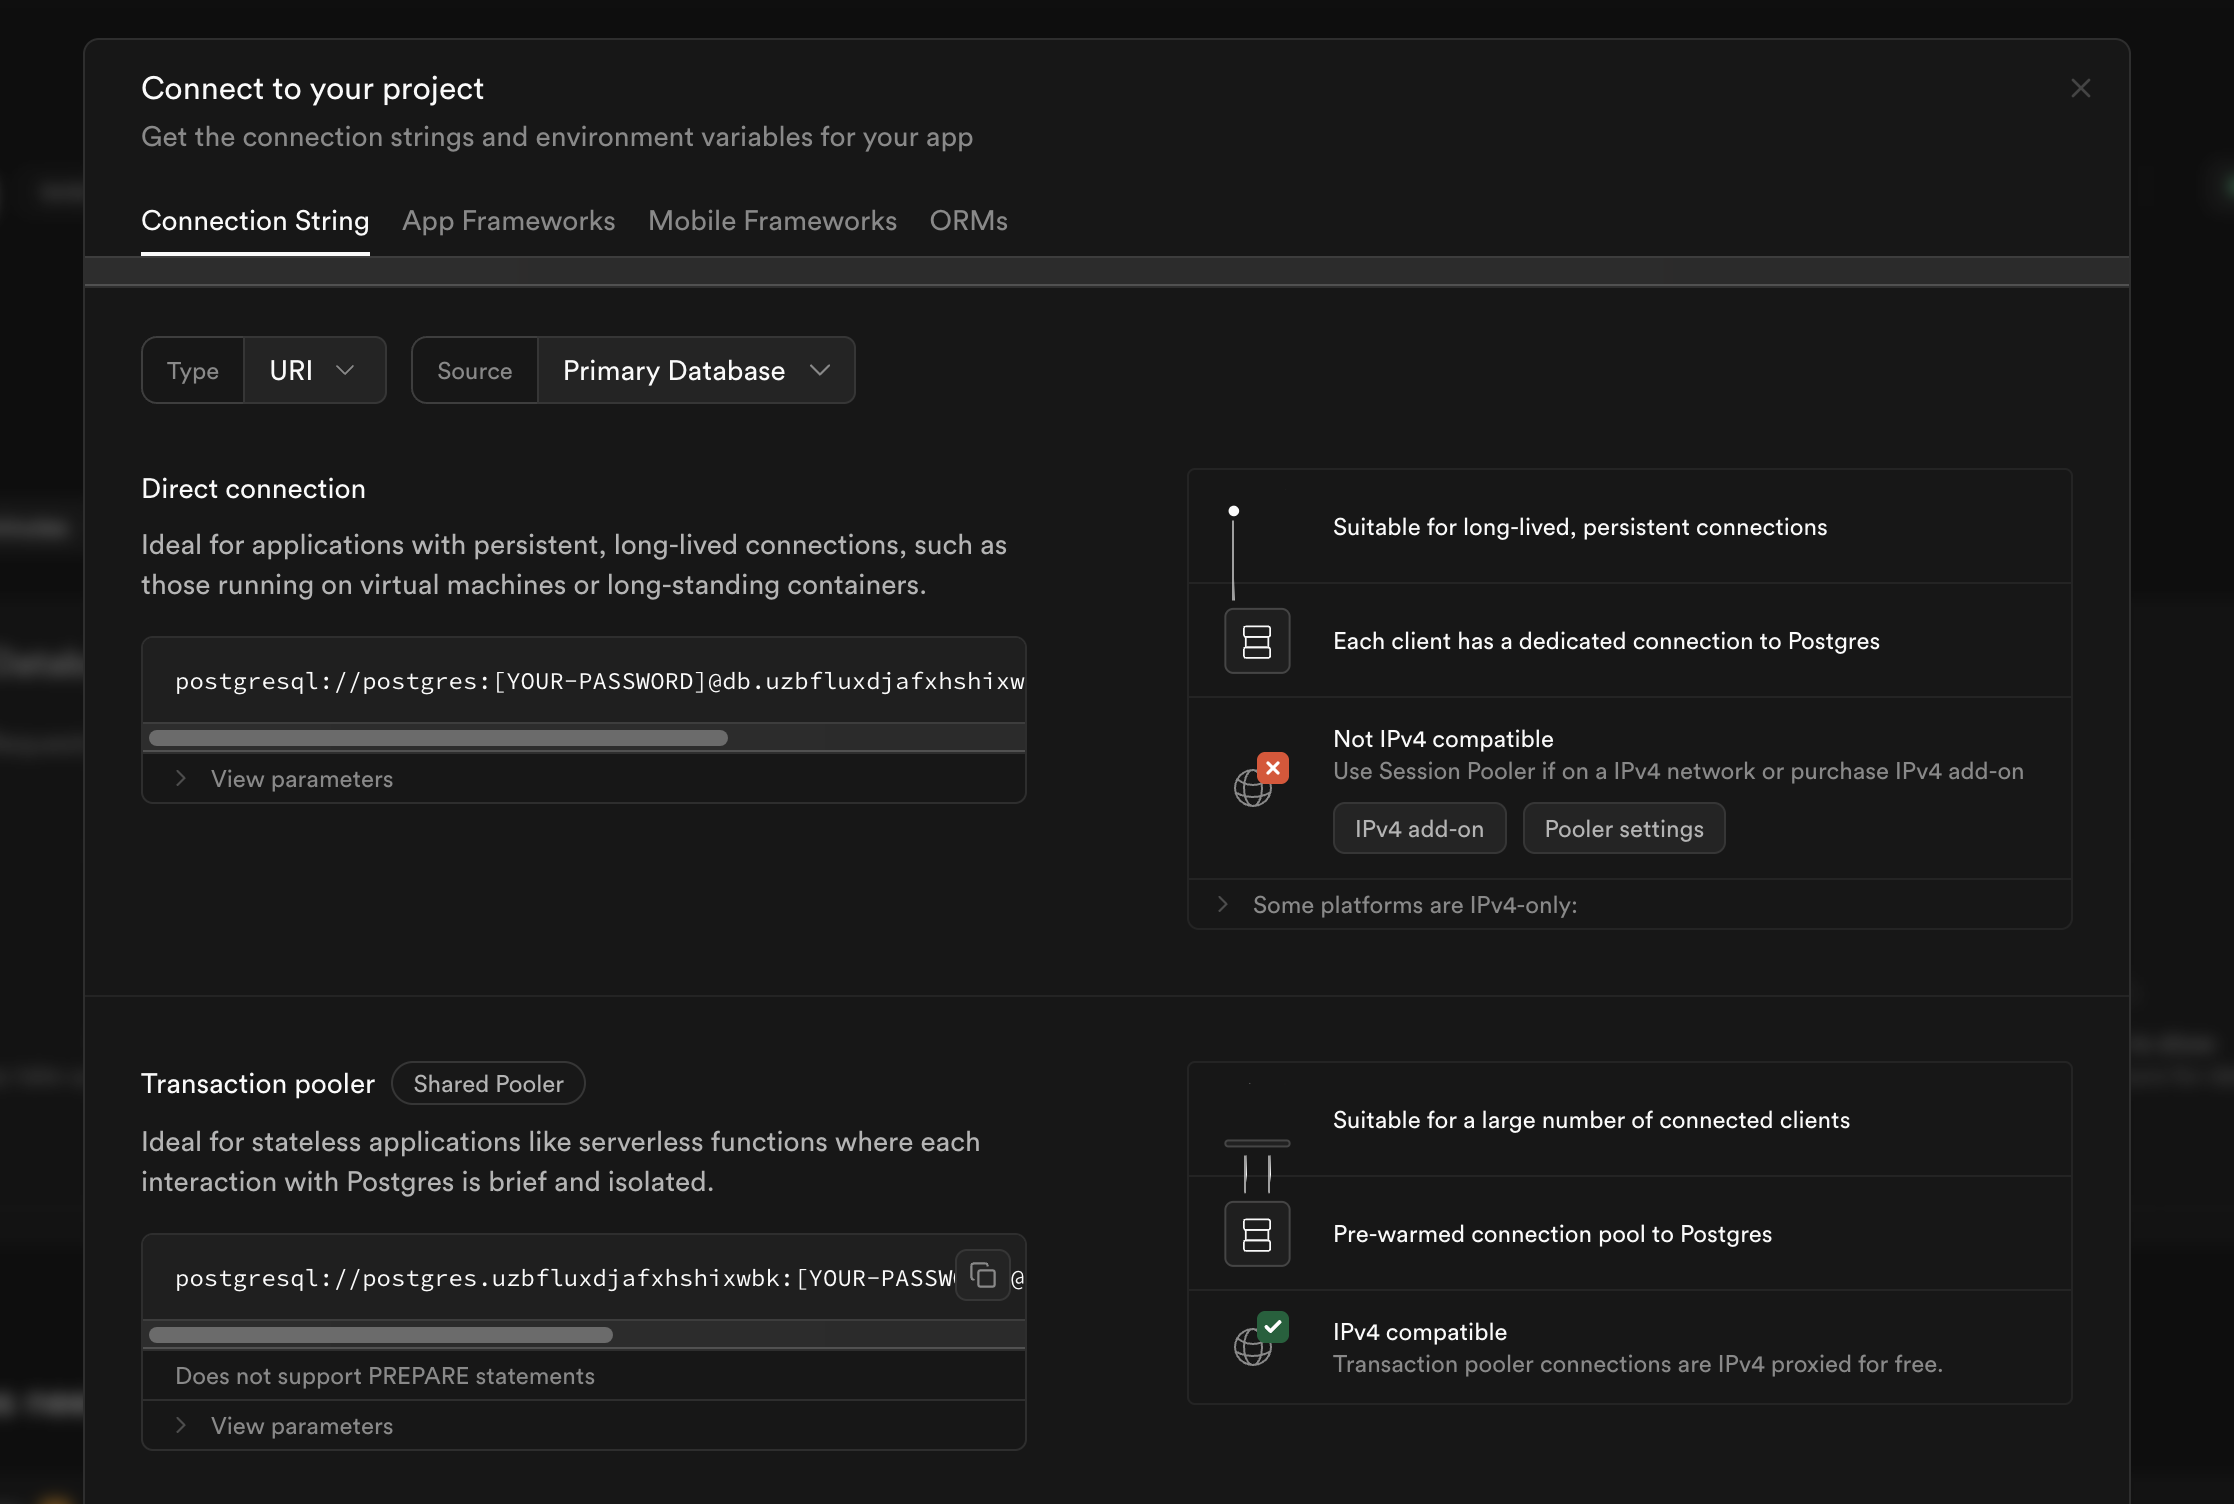 Connect to your project
Get the connection strings and environment variables for your app
Connection String App Frameworks Mobile Frameworks ORMs
Type URI Source Primary Database
Direct connection
Ideal for applications with persistent, long-lived connections, such as
those running on virtual machines or long-standing containers.
postgresql://postgres:[YOUR-PASSWORD]@db.uzbfluxdjafxhshixw
View parameters
Suitable for long-lived, persistent connections
Each client has a dedicated connection to Postgres
Not IPv4 compatible
Use Session Pooler if on a IPv4 network or purchase IPv4 add-on
IPv4 add-on Pooler settings
Some platforms are IPv4-only:
Transaction pooler Shared Pooler
Ideal for stateless applications like serverless functions where each
interaction with Postgres is brief and isolated.
postgresql://postgres.uzbfluxdjafxhshixwbk:[YOUR-PASSW @
Does not support PREPARE statements
View parameters
Suitable for a large number of connected clients
Pre-warmed connection pool to Postgres
IPv4 compatible
Transaction pooler connections are IPv4 proxied for free.